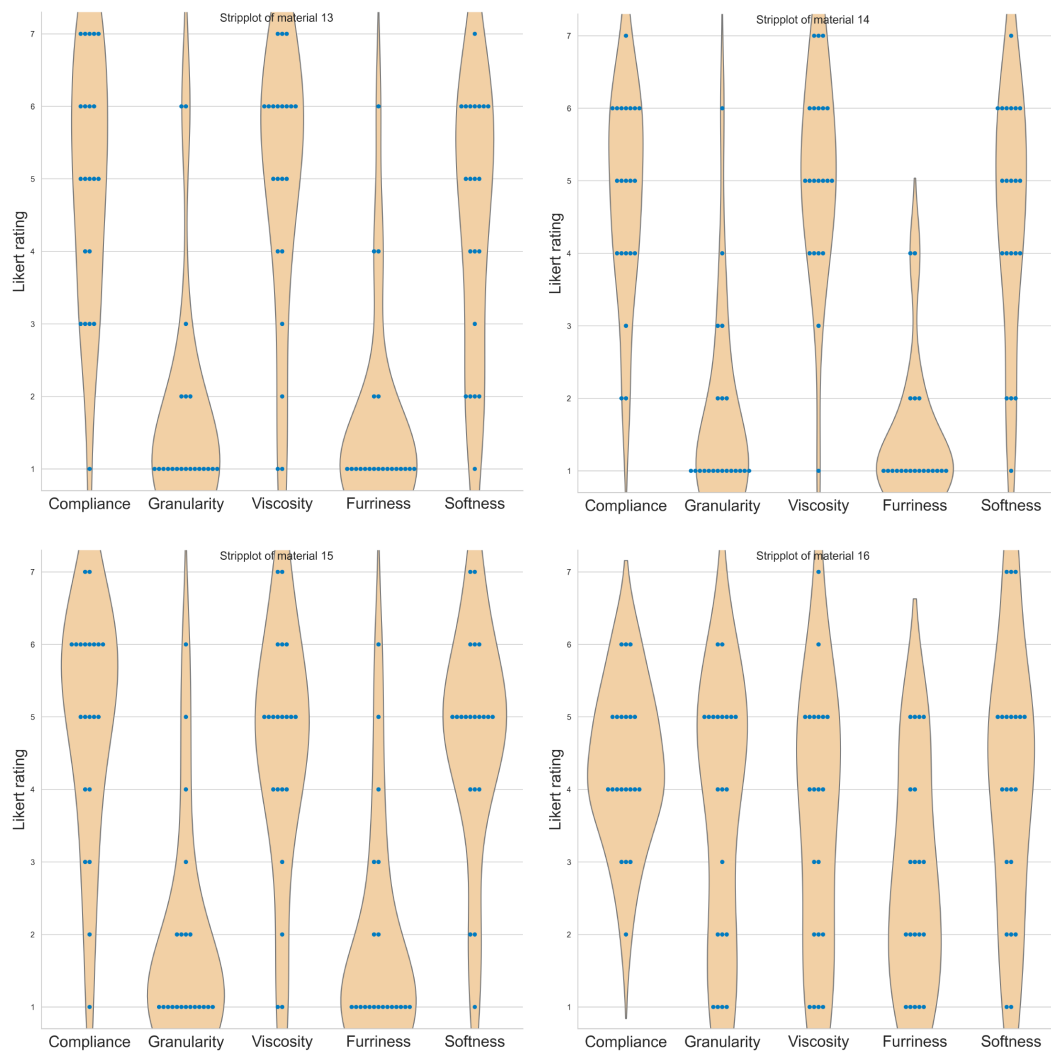 Stripplot of material 13
7
6
5
4
3
2
1
Likert rating
Compliance Granularity Viscosity Furriness Softness
Stripplot of material 14
7
6
5
4
3
2
1
Likert rating
Compliance Granularity Viscosity Furriness Softness
Stripplot of material 15
7
6
5
4
3
2
1
Likert rating
Compliance Granularity Viscosity Furriness Softness
Stripplot of material 16
7
6
5
4
3
2
1
Likert rating
Compliance Granularity Viscosity Furriness Softness